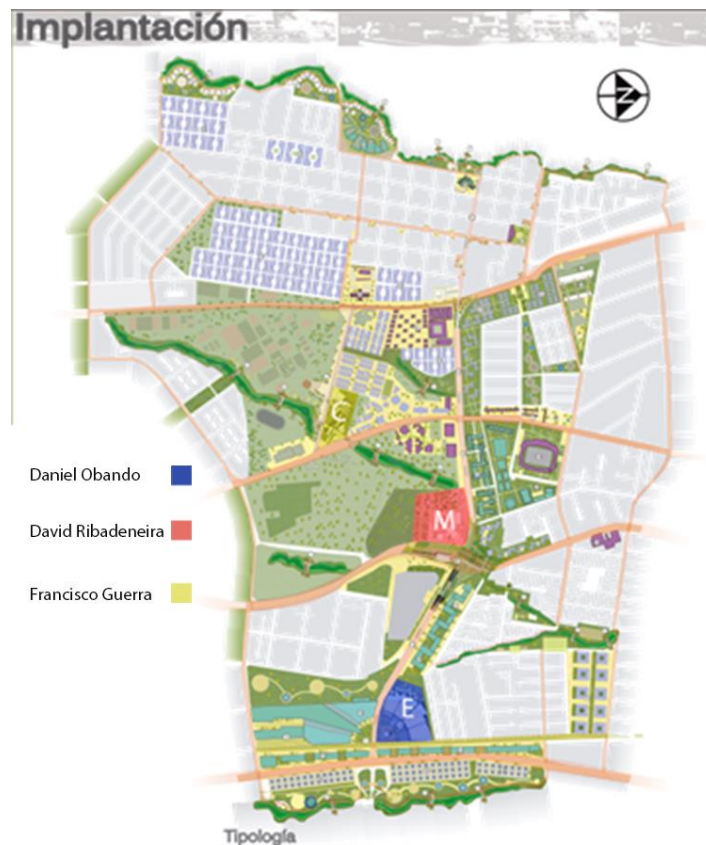 Implantación
N
C
Daniel Obando
M
David Ribadeneira
Francisco Guerra
E
Tipología